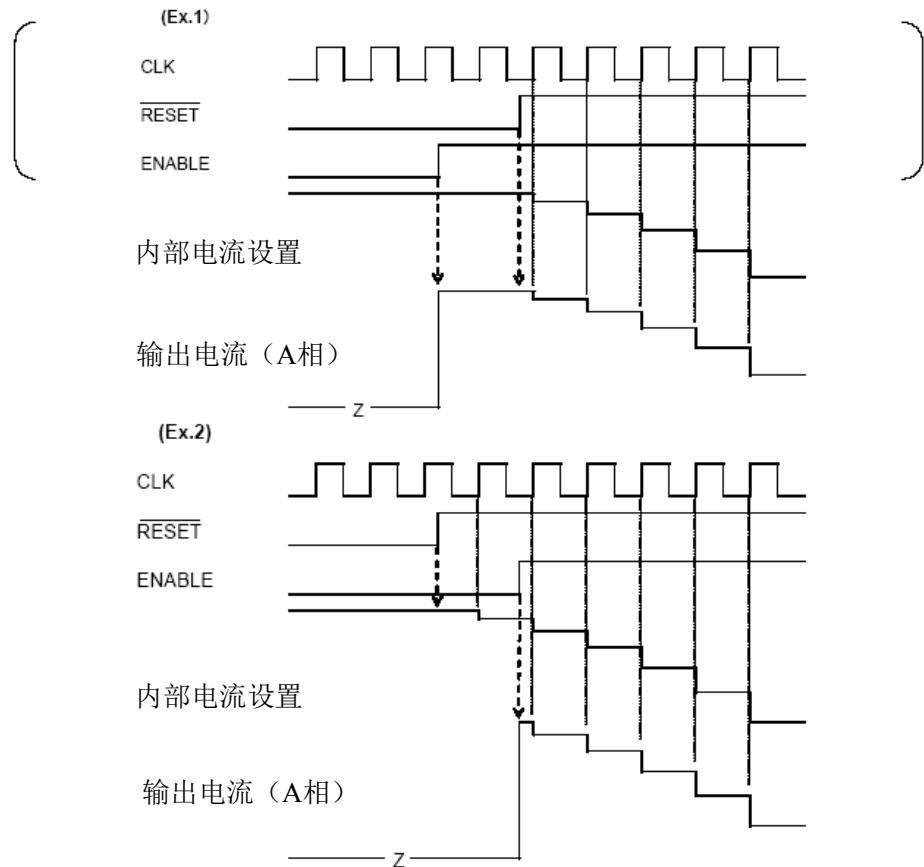 (Ex.1)
CLK
RESET
ENABLE
内部电流设置
输出电流（A相）
Z
(Ex.2)
CLK
RESET
ENABLE
内部电流设置
输出电流（A相）
Z